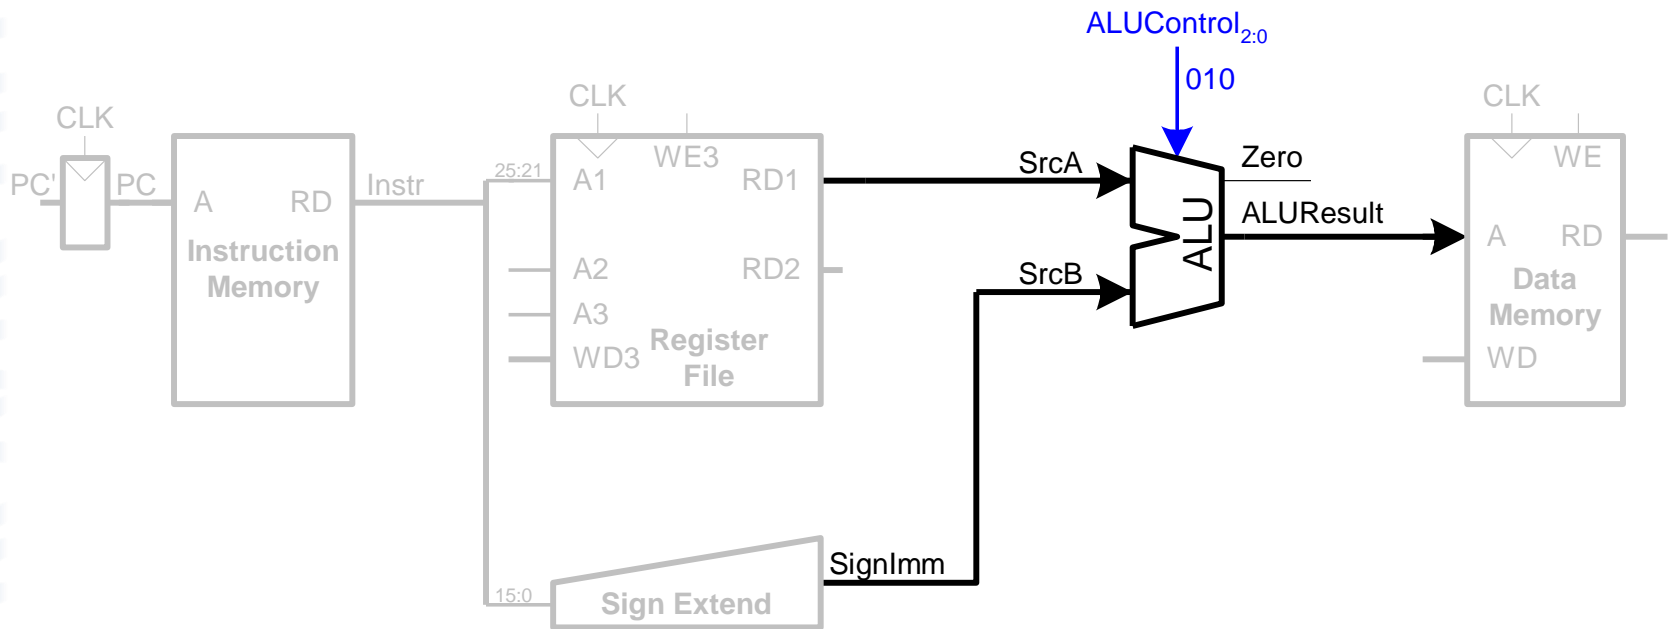 ALUControl2:0
010
CLK
CLK
CLK
PC'
PC
A
RD
Instr
Instruction
Memory
25:21
A1
WE3
RD1
A2
RD2
A3
WD3
Register
File
SrcA
SrcB
ALU
Zero
ALUResult
WE
A
RD
Data
Memory
WD
15:0
Sign Extend
SignImm